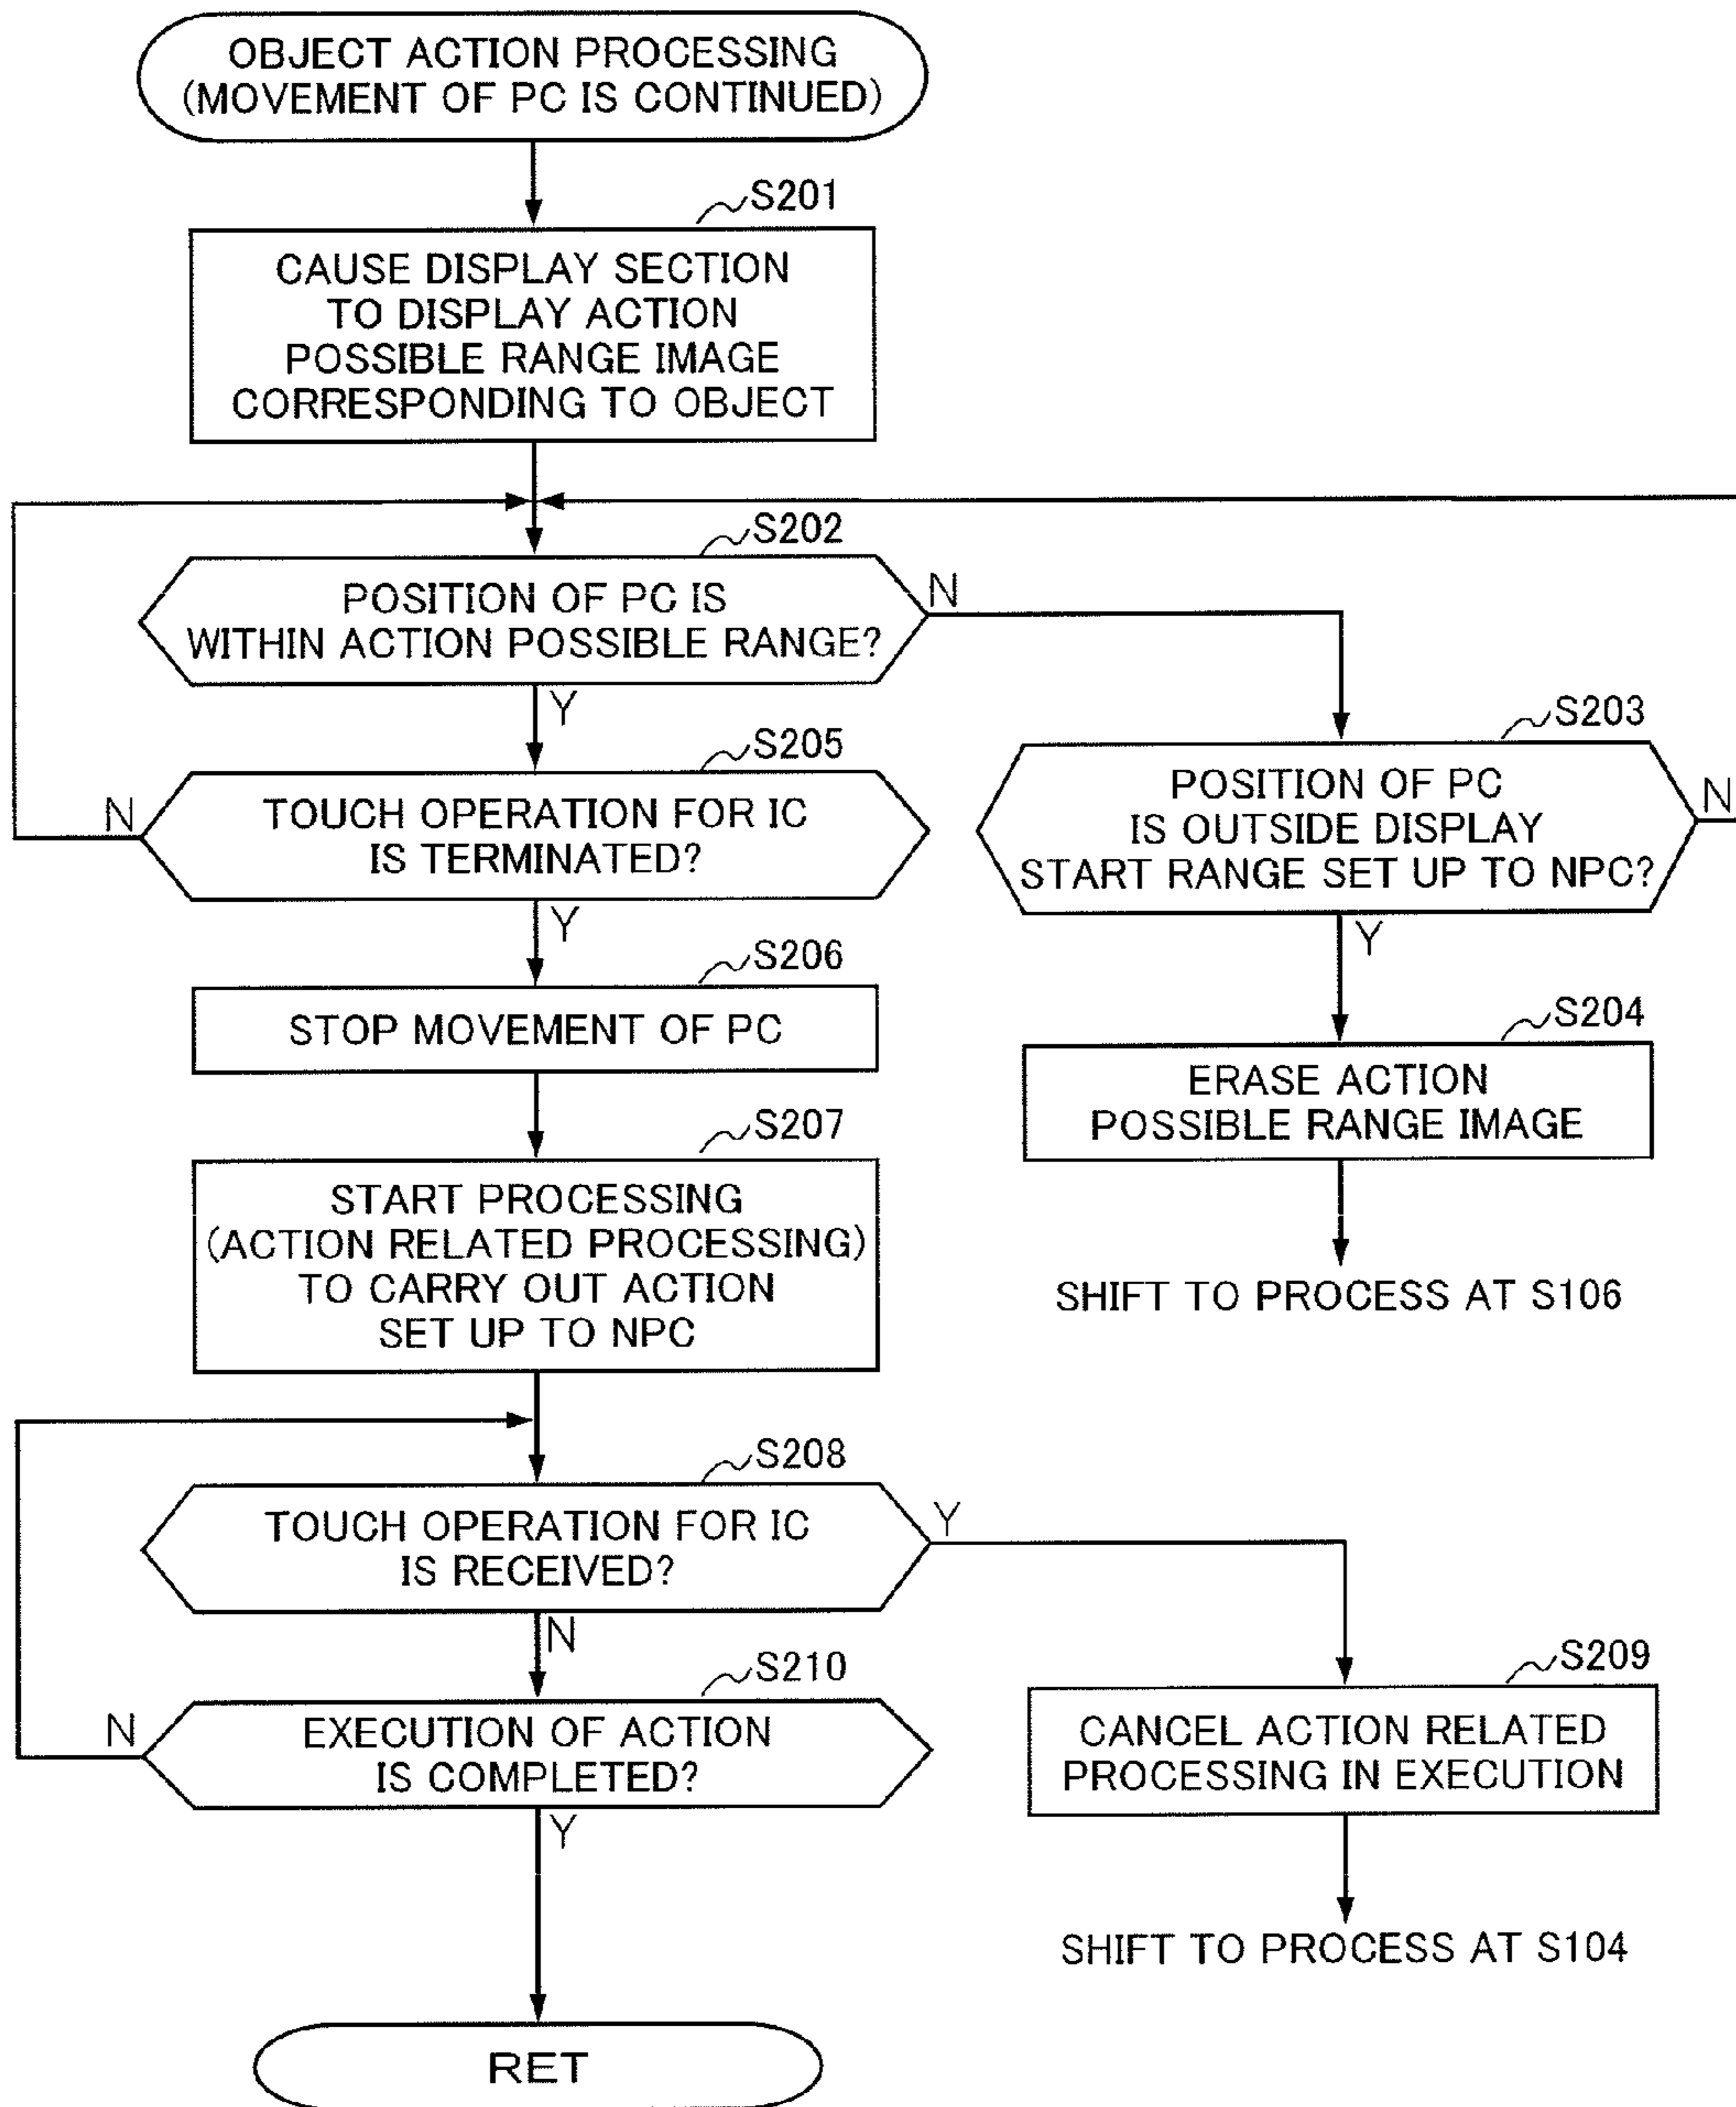 OBJECT ACTION PROCESSING
(MOVEMENT OF PC IS CONTINUED)
S201
CAUSE DISPLAY SECTION
TO DISPLAY ACTION
POSSIBLE RANGE IMAGE
CORRESPONDING TO OBJECT
S202
POSITION OF PC IS
WITHIN ACTION POSSIBLE RANGE?
N
Y
S203
POSITION OF PC
IS OUTSIDE DISPLAY
START RANGE SET UP TO NPC?
N
Y
S205
TOUCH OPERATION FOR IC
IS TERMINATED?
N
Y
S204
ERASE ACTION
POSSIBLE RANGE IMAGE
SHIFT TO PROCESS AT S106
S206
STOP MOVEMENT OF PC
S207
START PROCESSING
(ACTION RELATED PROCESSING)
TO CARRY OUT ACTION
SET UP TO NPC
S208
TOUCH OPERATION FOR IC
IS RECEIVED?
Y
N
S209
CANCEL ACTION RELATED
PROCESSING IN EXECUTION
SHIFT TO PROCESS AT S104
S210
EXECUTION OF ACTION
IS COMPLETED?
N
Y
RET